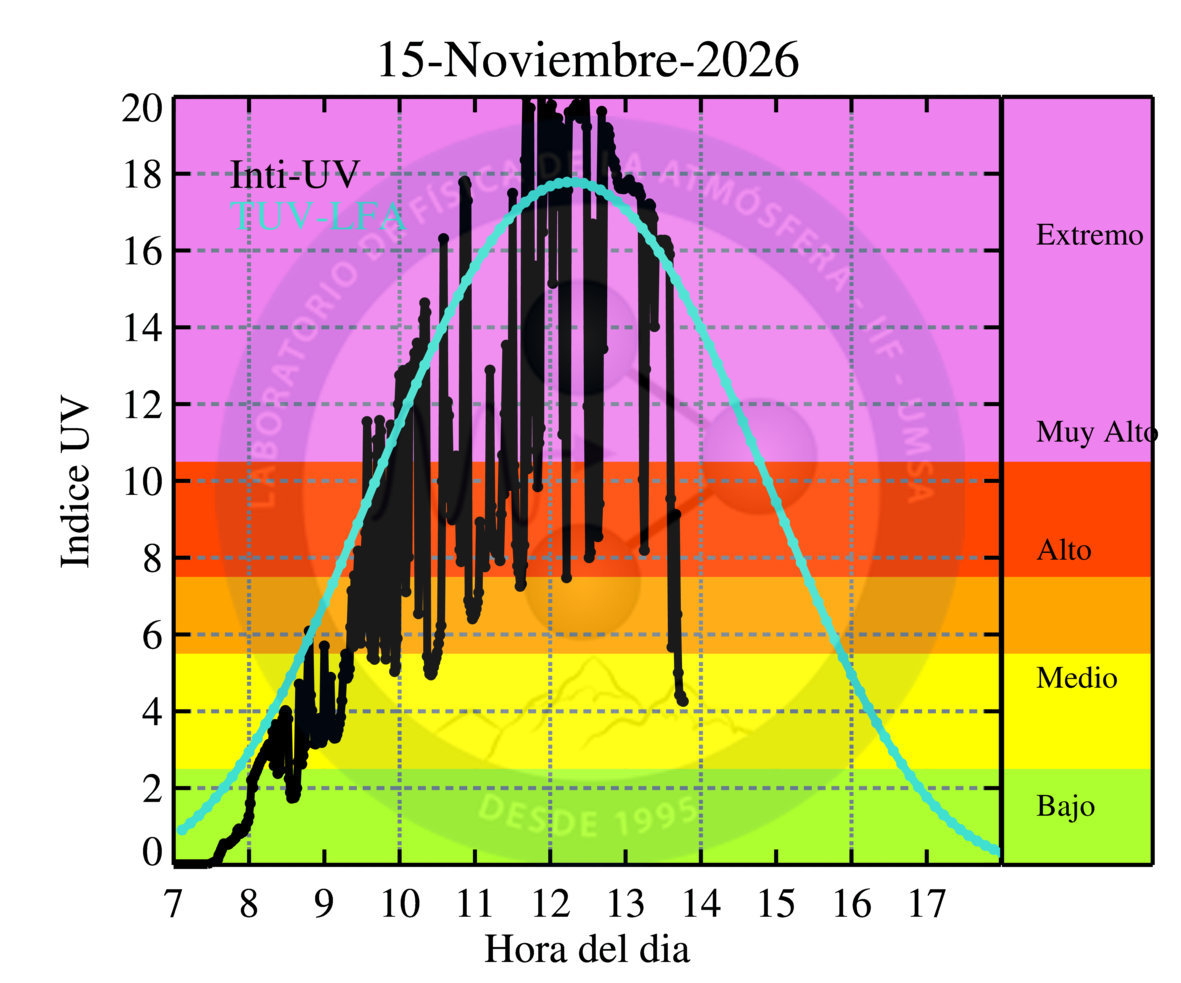 15-Noviembre-2026
Inti-UV
TUV-LFA
Indice UV
20
18
16
14
12
10
8
6
4
2
0
7 8 9 10 11 12 13 14 15 16 17
Hora del dia
Extremo
Muy Alto
Alto
Medio
Bajo
LABORATORIO DE FÍSICA DE LA ATMÓSFERA - IIF - UMSA
DESDE 1995